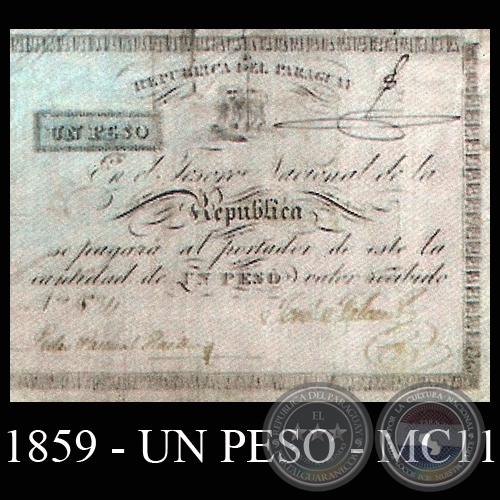 REPUBLICA DEL PARAGUAY
UN PESO
En el Tesoro Nacional de la
República
se pagará al portador de este la
cantidad de UN PESO valor recibido
1859 - UN PESO - MC11